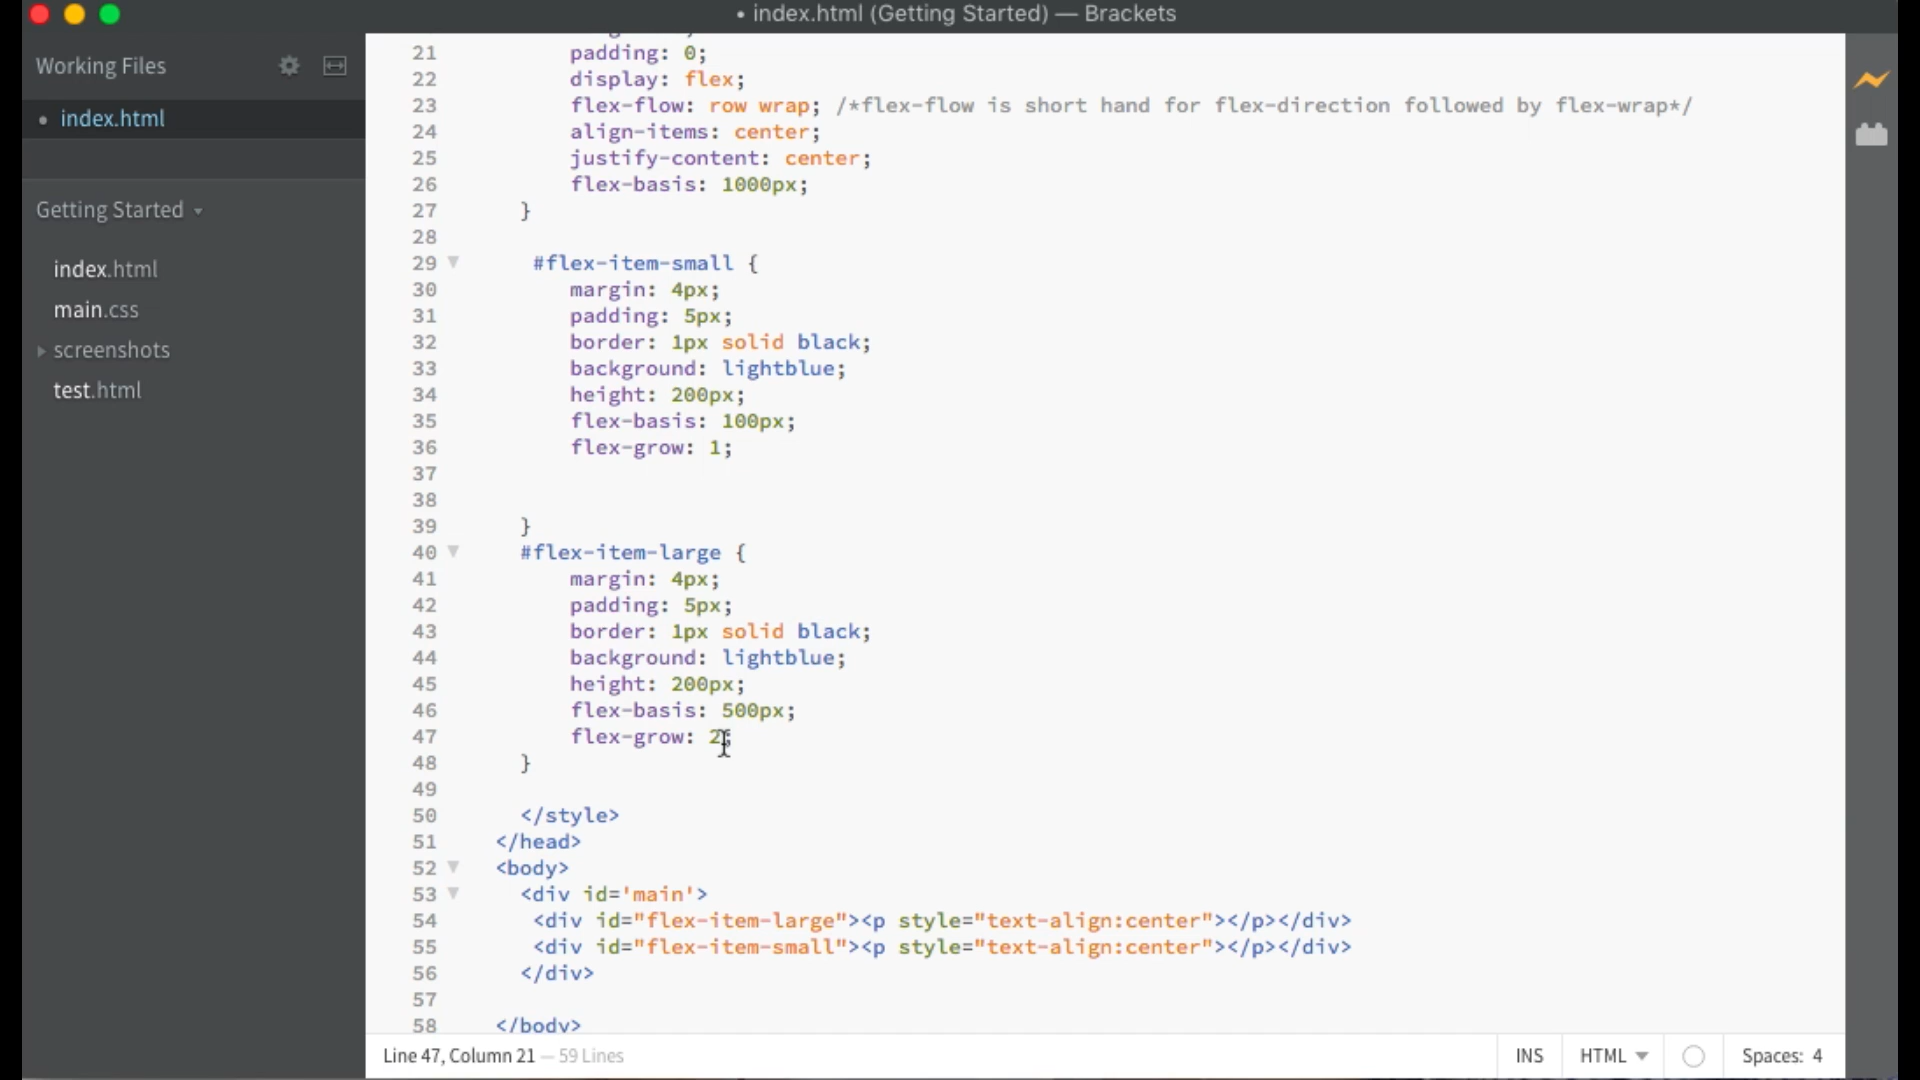 • index.html (Getting Started) — Brackets
Working Files
• index.html
Getting Started
index.html
main.css
screenshots
test.html
21 padding: 0;
22 display: flex;
23 flex-flow: row wrap; /*flex-flow is short hand for flex-direction followed by flex-wrap*/
24 align-items: center;
25 justify-content: center;
26 flex-basis: 1000px;
27 }
28
29 #flex-item-small {
30 margin: 4px;
31 padding: 5px;
32 border: 1px solid black;
33 background: lightblue;
34 height: 200px;
35 flex-basis: 100px;
36 flex-grow: 1;
37
38
39 }
40 #flex-item-large {
41 margin: 4px;
42 padding: 5px;
43 border: 1px solid black;
44 background: lightblue;
45 height: 200px;
46 flex-basis: 500px;
47 flex-grow: 2;
48 }
49
50 </style>
51 </head>
52 <body>
53 <div id='main'>
54 <div id="flex-item-large"><p style="text-align:center"></p></div>
55 <div id="flex-item-small"><p style="text-align:center"></p></div>
56 </div>
57
58 </body>
Line 47, Column 21 — 59 Lines
INS HTML Spaces: 4